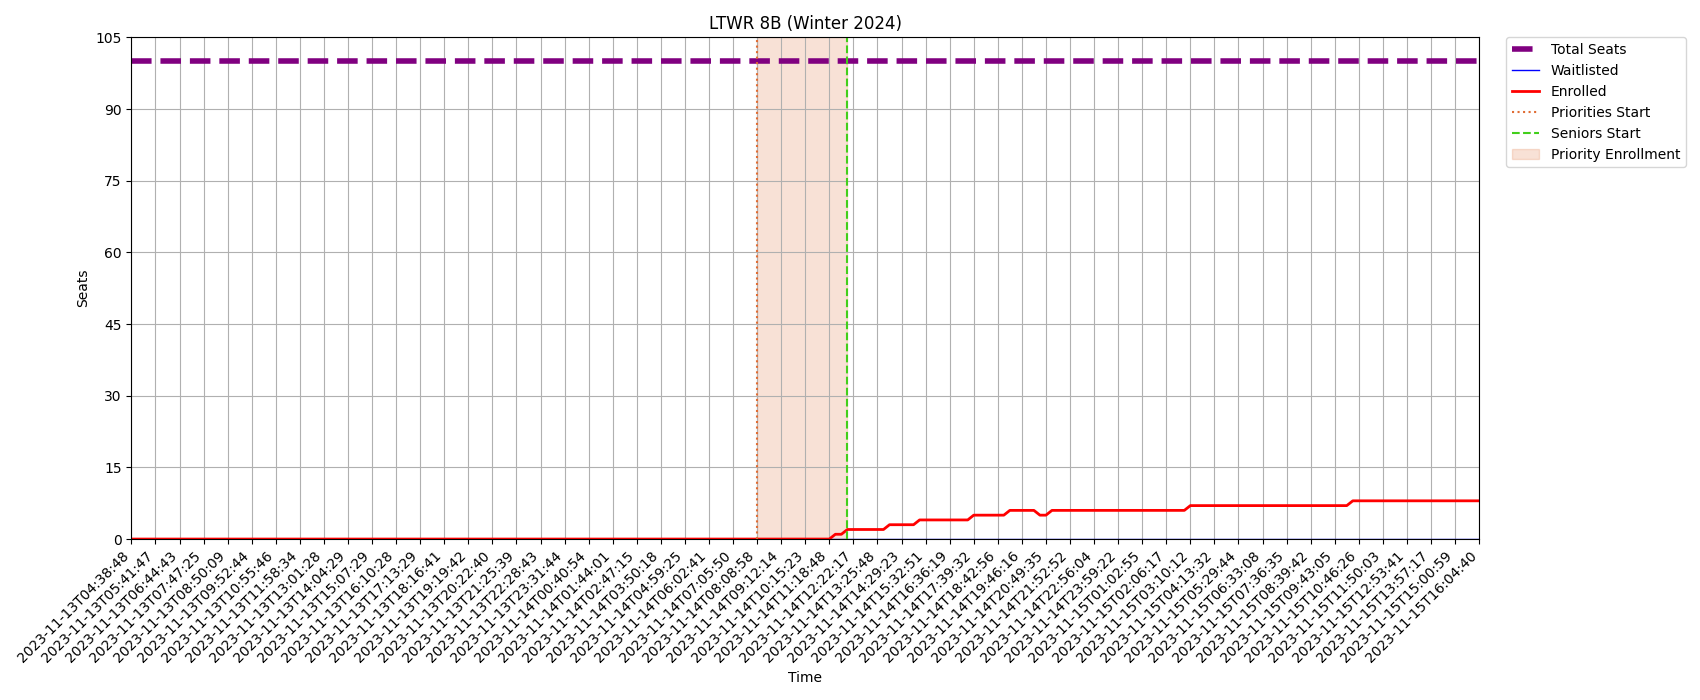 LTWR 8B (Winter 2024)
105
90
75
60
45
30
15
0
Seats
Total Seats
Waitlisted
Enrolled
Priorities Start
Seniors Start
Priority Enrollment
2023-11-13T04:38:48
2023-11-13T05:41:47
2023-11-13T06:44:43
2023-11-13T07:47:25
2023-11-13T08:50:09
2023-11-13T09:52:44
2023-11-13T10:55:46
2023-11-13T11:58:34
2023-11-13T13:01:28
2023-11-13T14:04:29
2023-11-13T15:07:29
2023-11-13T16:10:28
2023-11-13T17:13:29
2023-11-13T18:16:41
2023-11-13T19:19:42
2023-11-13T20:22:40
2023-11-13T21:25:39
2023-11-13T22:28:43
2023-11-13T23:31:44
2023-11-14T00:40:54
2023-11-14T01:44:01
2023-11-14T02:47:15
2023-11-14T03:50:18
2023-11-14T04:59:25
2023-11-14T06:02:41
2023-11-14T07:05:50
2023-11-14T08:08:58
2023-11-14T09:12:14
2023-11-14T10:15:23
2023-11-14T11:18:48
2023-11-14T12:22:17
2023-11-14T13:25:48
2023-11-14T14:29:23
2023-11-14T15:32:51
2023-11-14T16:36:19
2023-11-14T17:39:32
2023-11-14T18:42:56
2023-11-14T19:46:16
2023-11-14T20:49:35
2023-11-14T21:52:52
2023-11-14T22:56:04
2023-11-14T23:59:22
2023-11-15T01:02:55
2023-11-15T02:06:17
2023-11-15T03:10:12
2023-11-15T04:13:32
2023-11-15T05:29:44
2023-11-15T06:33:08
2023-11-15T07:36:35
2023-11-15T08:39:42
2023-11-15T09:43:05
2023-11-15T10:46:26
2023-11-15T11:50:03
2023-11-15T12:53:41
2023-11-15T13:57:17
2023-11-15T15:00:59
2023-11-15T16:04:40
Time